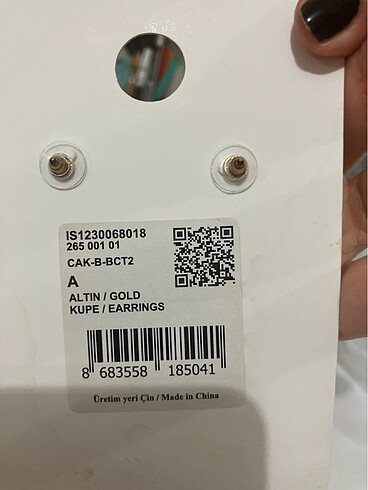 IS1230068018
265 001 01
CAK-B-BCT2
A
ALTIN / GOLD
KUPE / EARRINGS
8 683558 185041
Üretim yeri Çin / Made in China